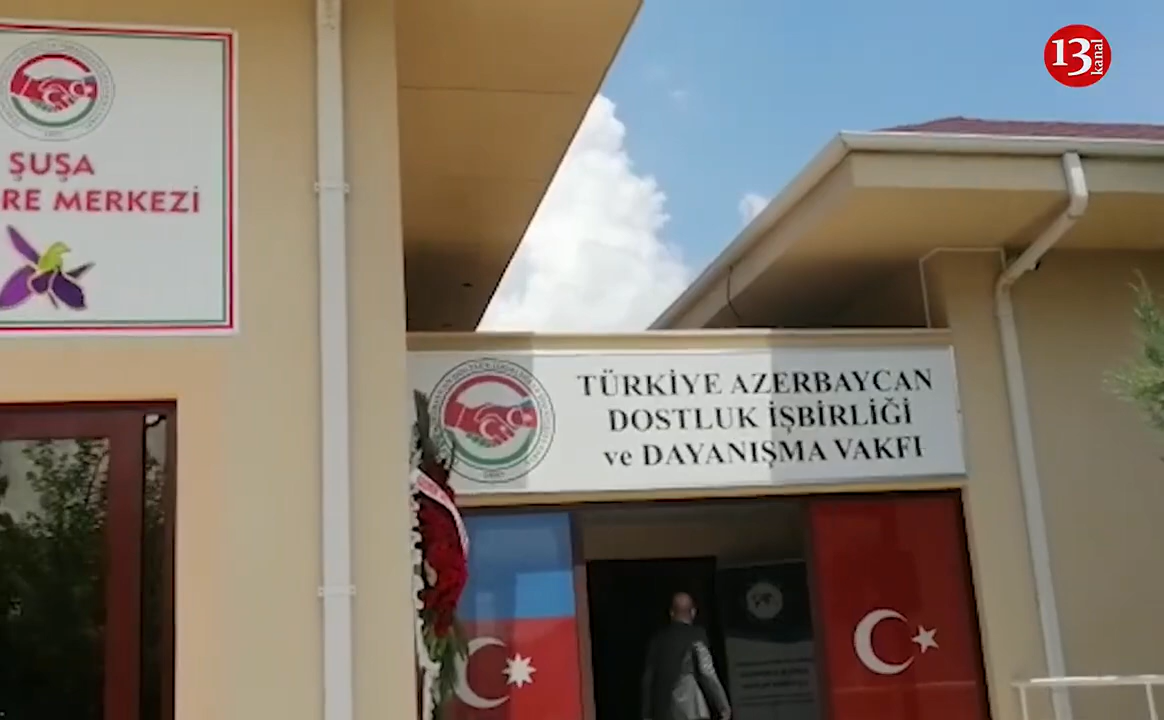 ŞUŞA
RE MERKEZİ
13
kanal
TÜRKİYE AZERBAYCAN
DOSTLUK İŞBİRLİĞİ
ve DAYANIŞMA VAKFI